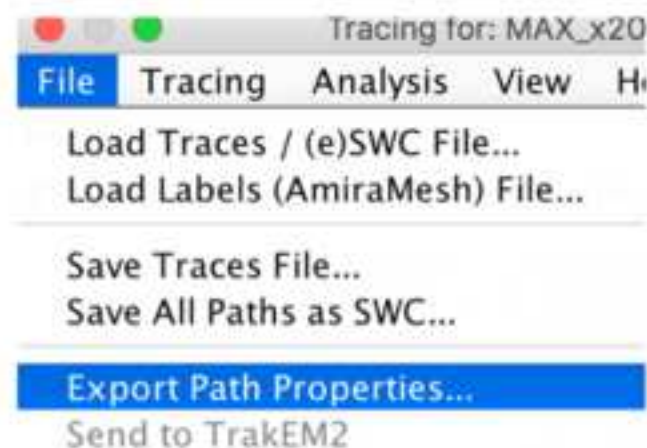 Tracing for: MAX_x20
File Tracing Analysis View
Load Traces / (e)SWC File...
Load Labels (AmiraMesh) File...
Save Traces File...
Save All Paths as SWC...
Export Path Properties...
Send to TrakEM2